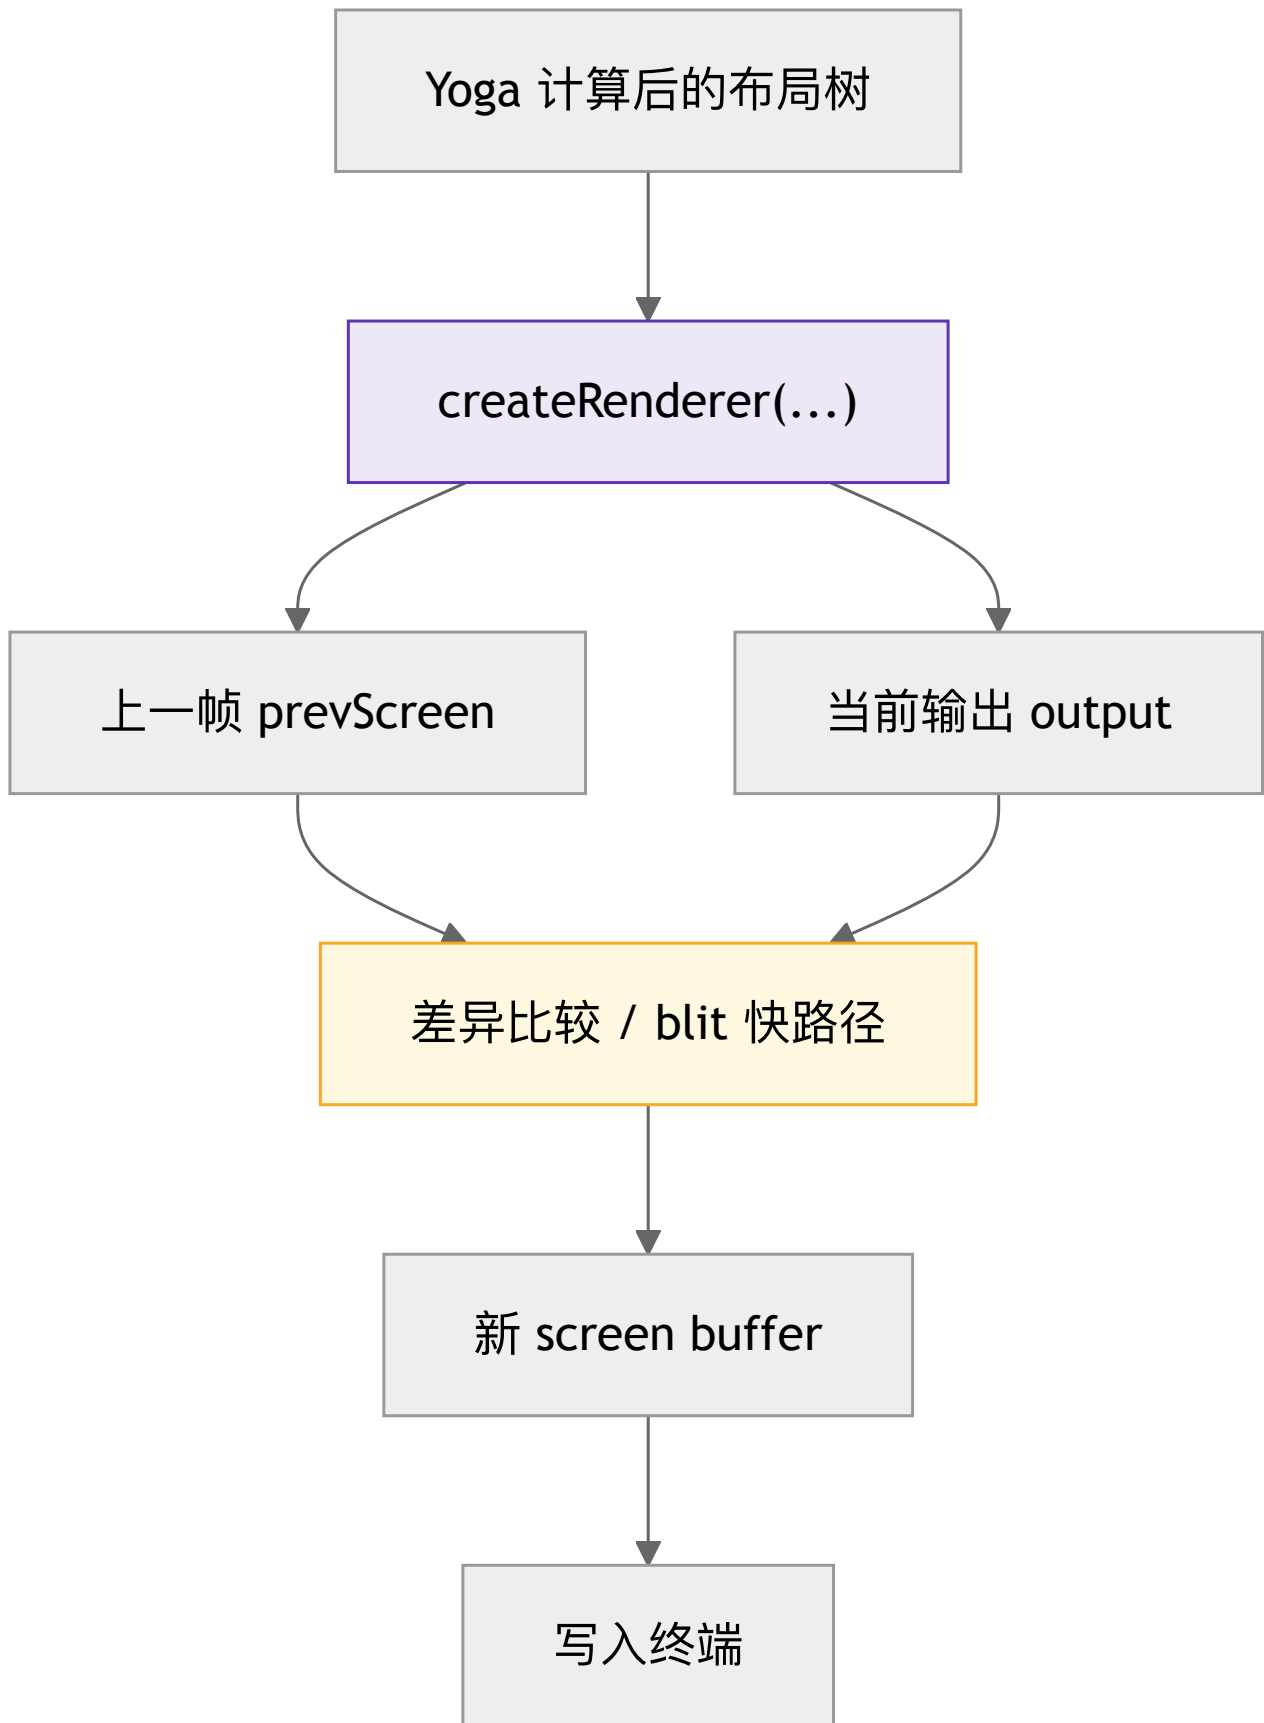 Yoga 计算后的布局树
createRenderer(...)
上一帧 prevScreen
当前输出 output
差异比较 / blit 快路径
新 screen buffer
写入终端